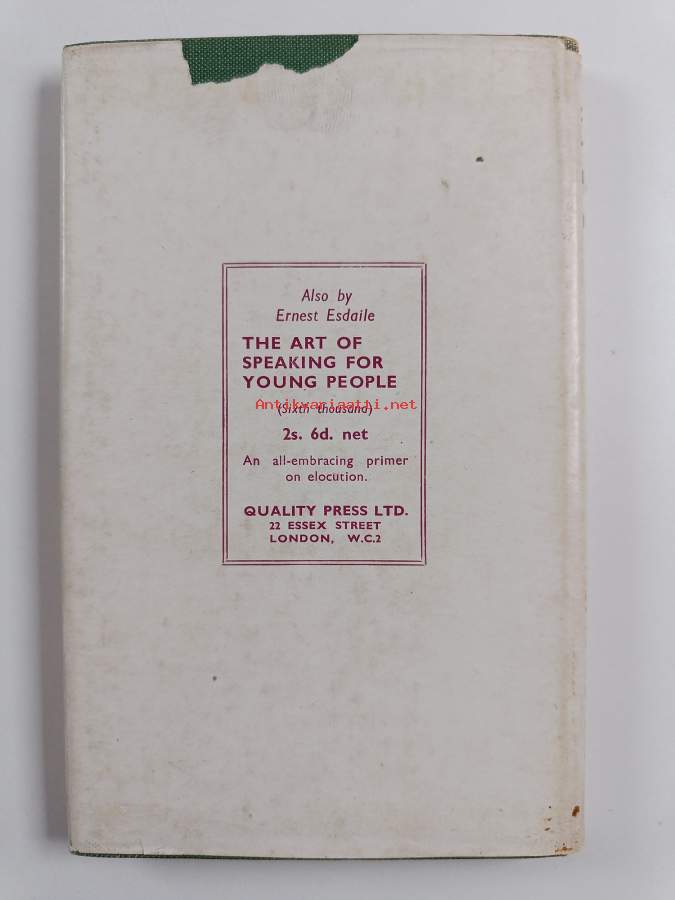 Also by
Ernest Esdaile
THE ART OF
SPEAKING FOR
YOUNG PEOPLE
Antikvariaatti.net
(Sixth thousand)
2s. 6d. net
An all-embracing primer
on elocution.
QUALITY PRESS LTD.
22 ESSEX STREET
LONDON, W.C.2